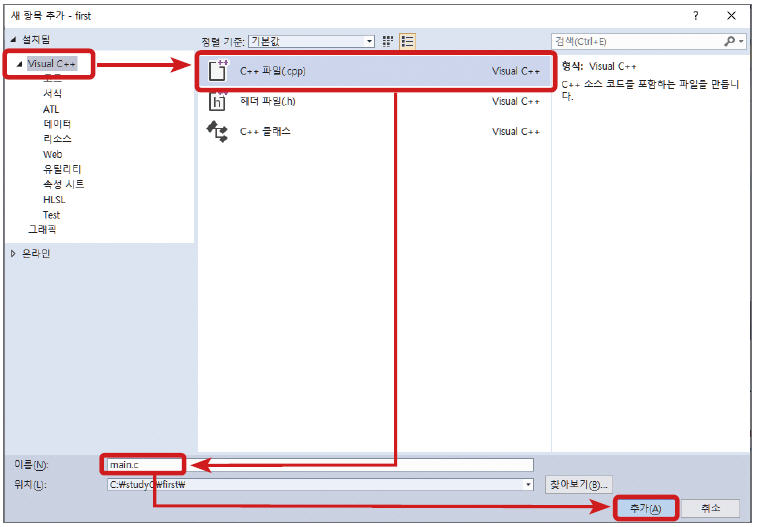 새 항목 추가 - first
? ✕
설치됨
정렬 기준: 기본값
검색(Ctrl+E)
Visual C++
코드
서식
ATL
데이터
리소스
Web
유틸리티
속성 시트
HLSL
Test
그래픽
온라인
C++ 파일(.cpp) Visual C++
헤더 파일(.h) Visual C++
C++ 클래스 Visual C++
형식: Visual C++
C++ 소스 코드를 포함하는 파일을 만듭니
다.
이름(N): main.c
위치(L): C:₩studyC₩first₩ 찾아보기(B)...
추가(A) 취소